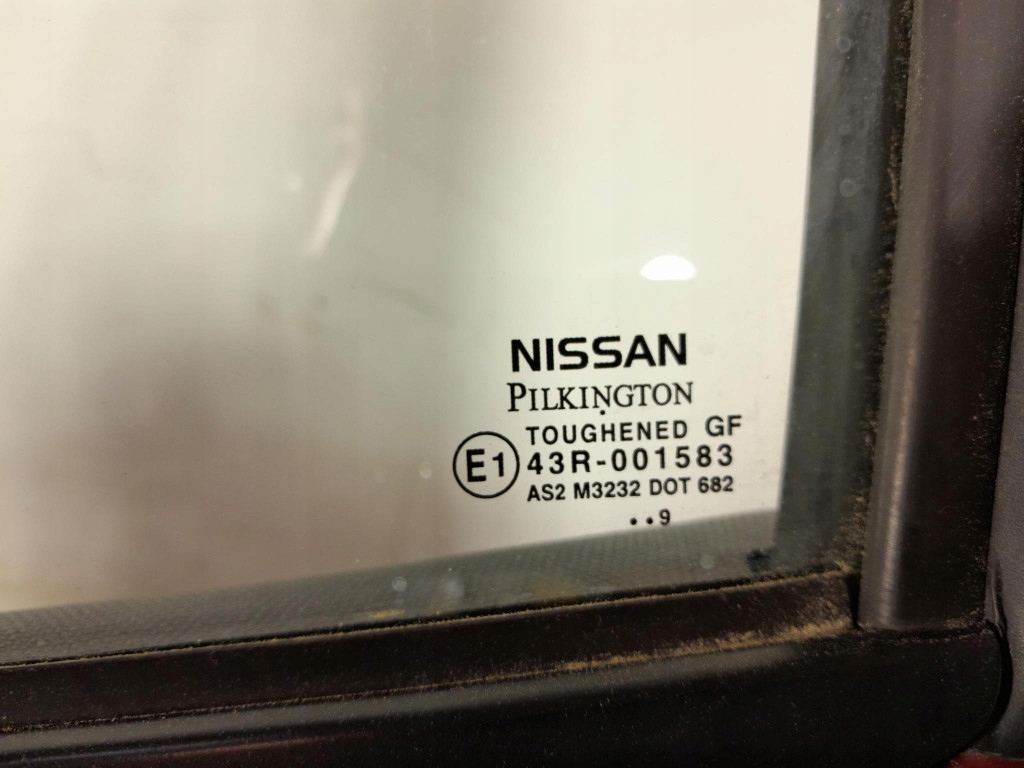 NISSAN
PILKINGTON
TOUGHENED GF
E1 43R-001583
AS2 M3232 DOT 682
..9